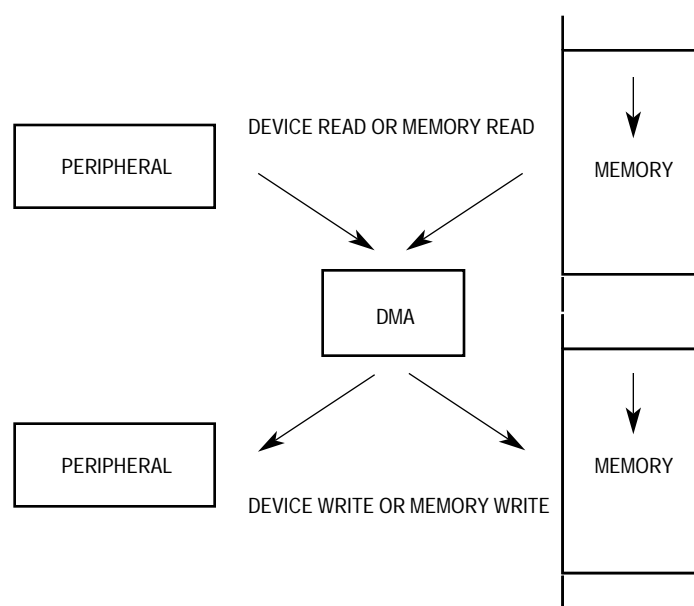 DEVICE READ OR MEMORY READ
PERIPHERAL
MEMORY
DMA
PERIPHERAL
MEMORY
DEVICE WRITE OR MEMORY WRITE